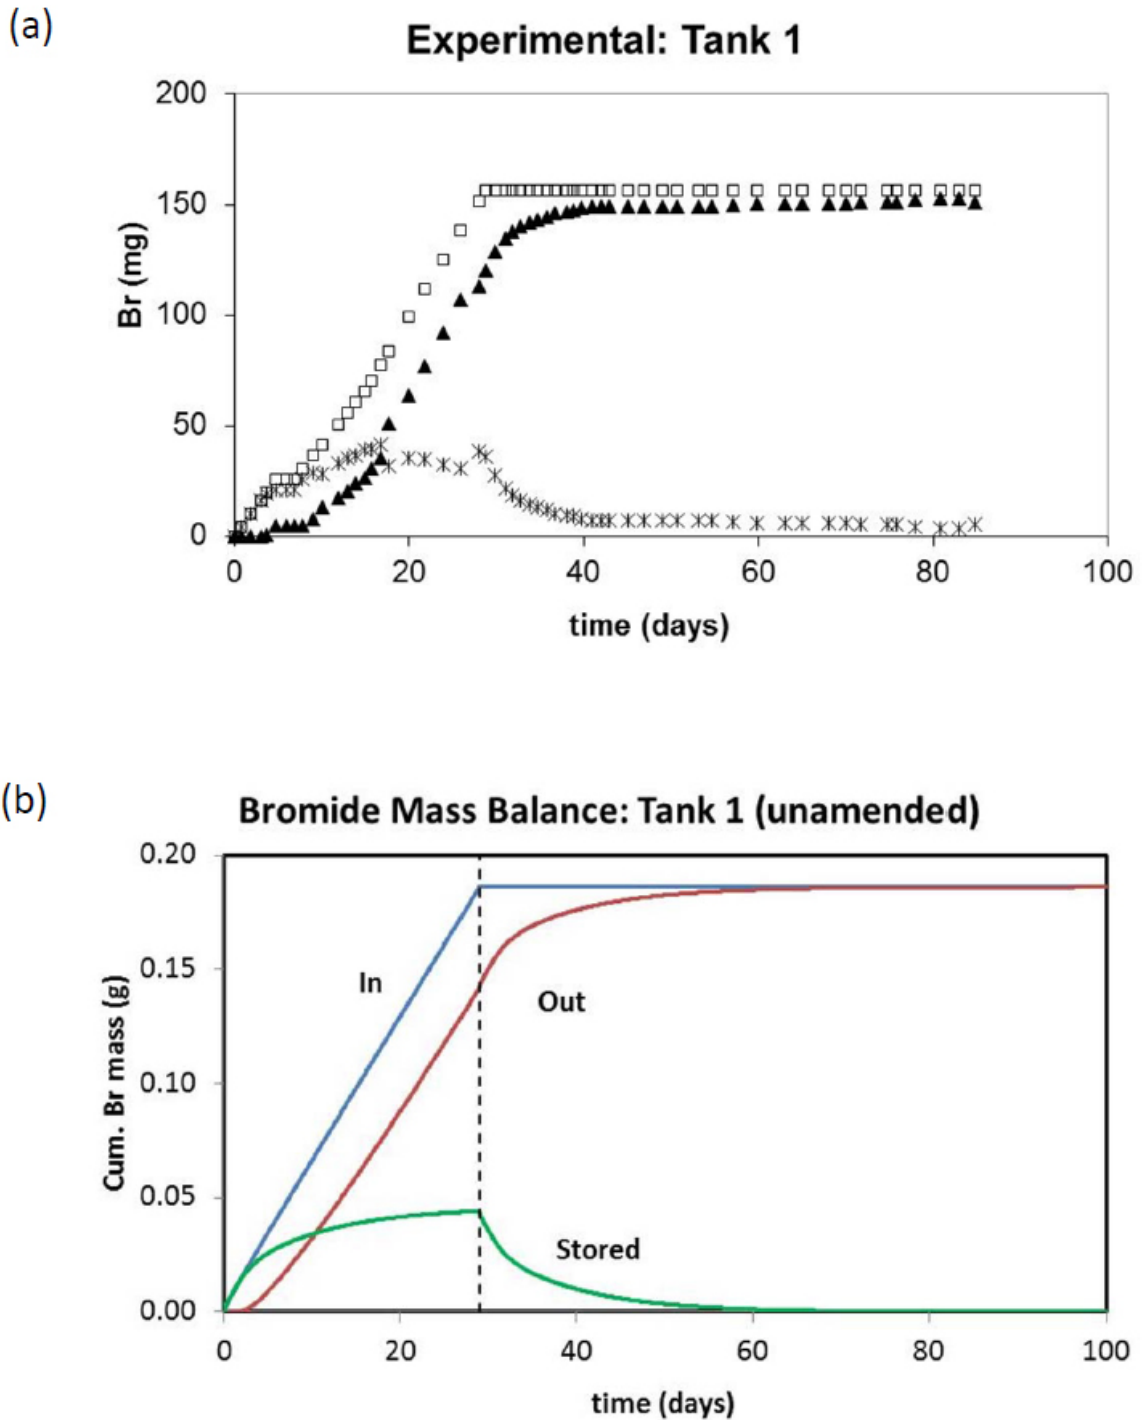 (a)
Experimental: Tank 1
200
150
100
50
0
Br (mg)
0 20 40 60 80 100
time (days)
(b)
Bromide Mass Balance: Tank 1 (unamended)
0.20
0.15
0.10
0.05
0.00
Cum. Br mass (g)
In
Out
Stored
0 20 40 60 80 100
time (days)